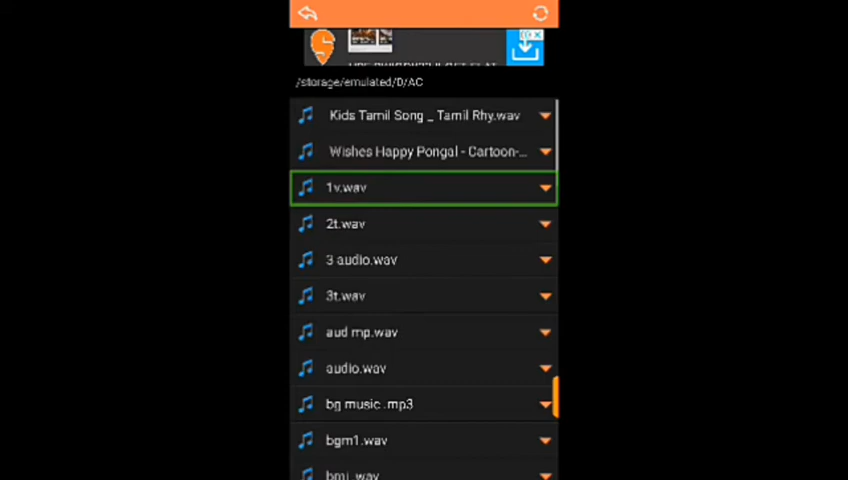 /storage/emulated/D/AC
Kids Tamil Song _ Tamil Rhy.wav
Wishes Happy Pongal - Cartoon-...
1v.wav
2t.wav
3 audio.wav
3t.wav
aud mp.wav
audio.wav
bg music .mp3
bgm1.wav